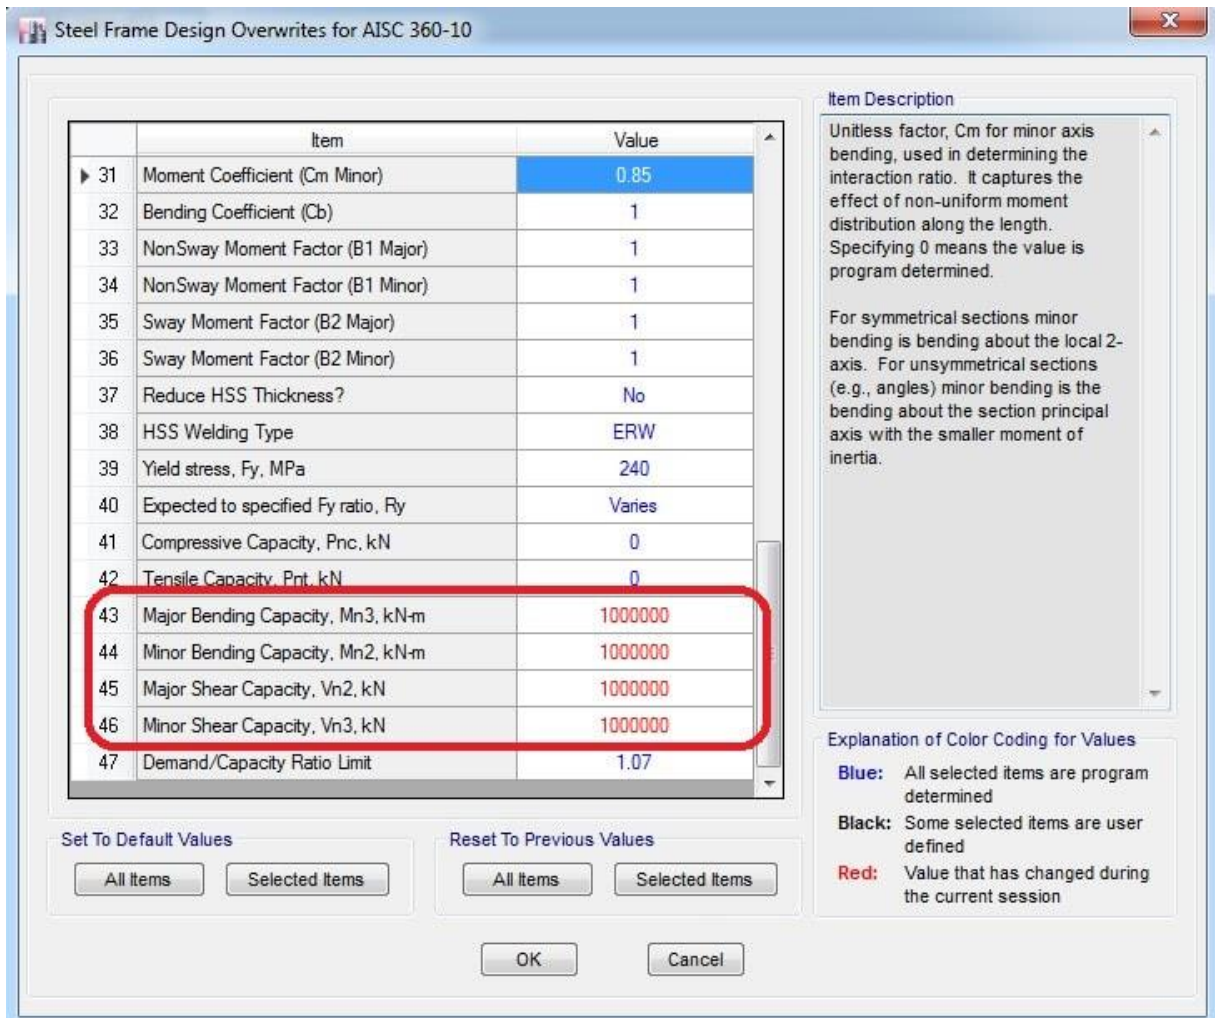 Steel Frame Design Overwrites for AISC 360-10
Item Value
31 Moment Coefficient (Cm Minor) 0.85
32 Bending Coefficient (Cb) 1
33 NonSway Moment Factor (B1 Major) 1
34 NonSway Moment Factor (B1 Minor) 1
35 Sway Moment Factor (B2 Major) 1
36 Sway Moment Factor (B2 Minor) 1
37 Reduce HSS Thickness? No
38 HSS Welding Type ERW
39 Yield stress, Fy, MPa 240
40 Expected to specified Fy ratio, Ry Varies
41 Compressive Capacity, Pnc, kN 0
42 Tensile Capacity, Pnt, kN 0
43 Major Bending Capacity, Mn3, kN-m 1000000
44 Minor Bending Capacity, Mn2, kN-m 1000000
45 Major Shear Capacity, Vn2, kN 1000000
46 Minor Shear Capacity, Vn3, kN 1000000
47 Demand/Capacity Ratio Limit 1.07
Set To Default Values
All Items Selected Items
Reset To Previous Values
All Items Selected Items
OK Cancel
Item Description
Unitless factor, Cm for minor axis
bending, used in determining the
interaction ratio. It captures the
effect of non-uniform moment
distribution along the length.
Specifying 0 means the value is
program determined.
For symmetrical sections minor
bending is bending about the local 2-
axis. For unsymmetrical sections
(e.g., angles) minor bending is the
bending about the section principal
axis with the smaller moment of
inertia.
Explanation of Color Coding for Values
Blue: All selected items are program
determined
Black: Some selected items are user
defined
Red: Value that has changed during
the current session